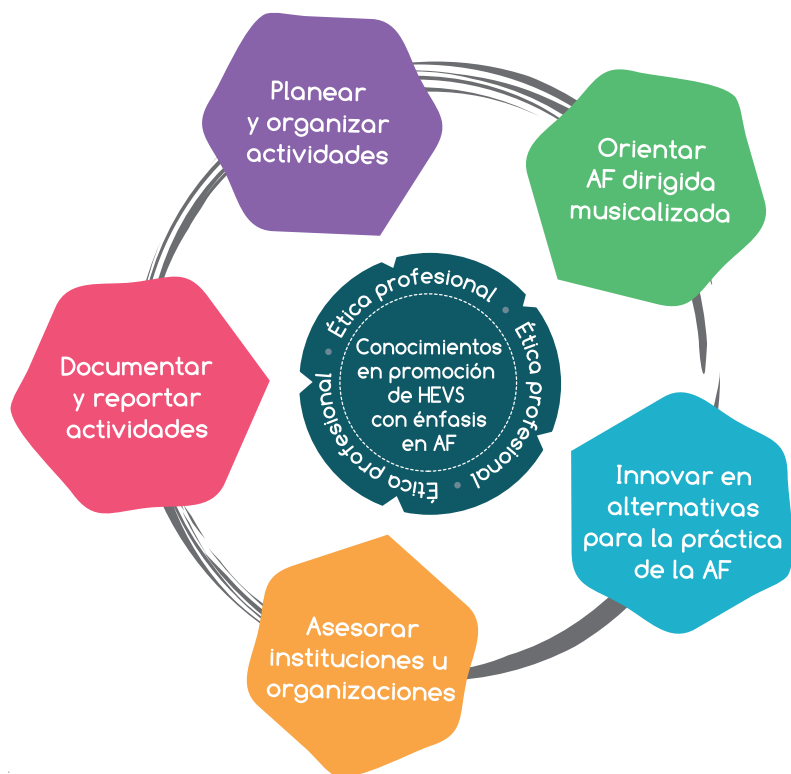 Planear
y organizar
actividades
Orientar
AF dirigida
musicalizada
Innovar en
alternativas
para la práctica
de la AF
Asesorar
instituciones u
organizaciones
Documentar
y reportar
actividades
Ética profesional • Ética profesional • Ética profesional •
Conocimientos
en promoción
de HEVS
con énfasis
en AF